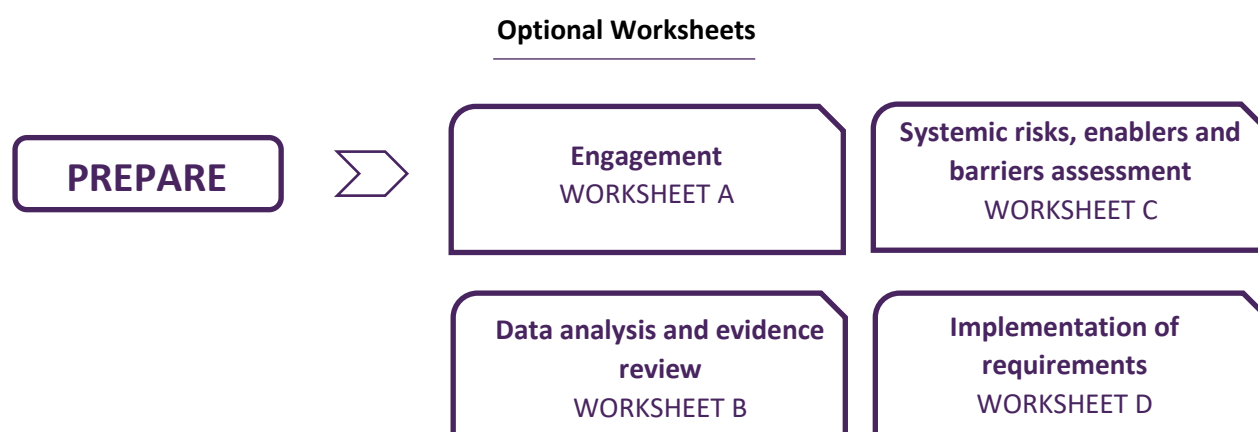 Optional Worksheets
PREPARE
Engagement
WORKSHEET A
Systemic risks, enablers and
barriers assessment
WORKSHEET C
Data analysis and evidence
review
WORKSHEET B
Implementation of
requirements
WORKSHEET D